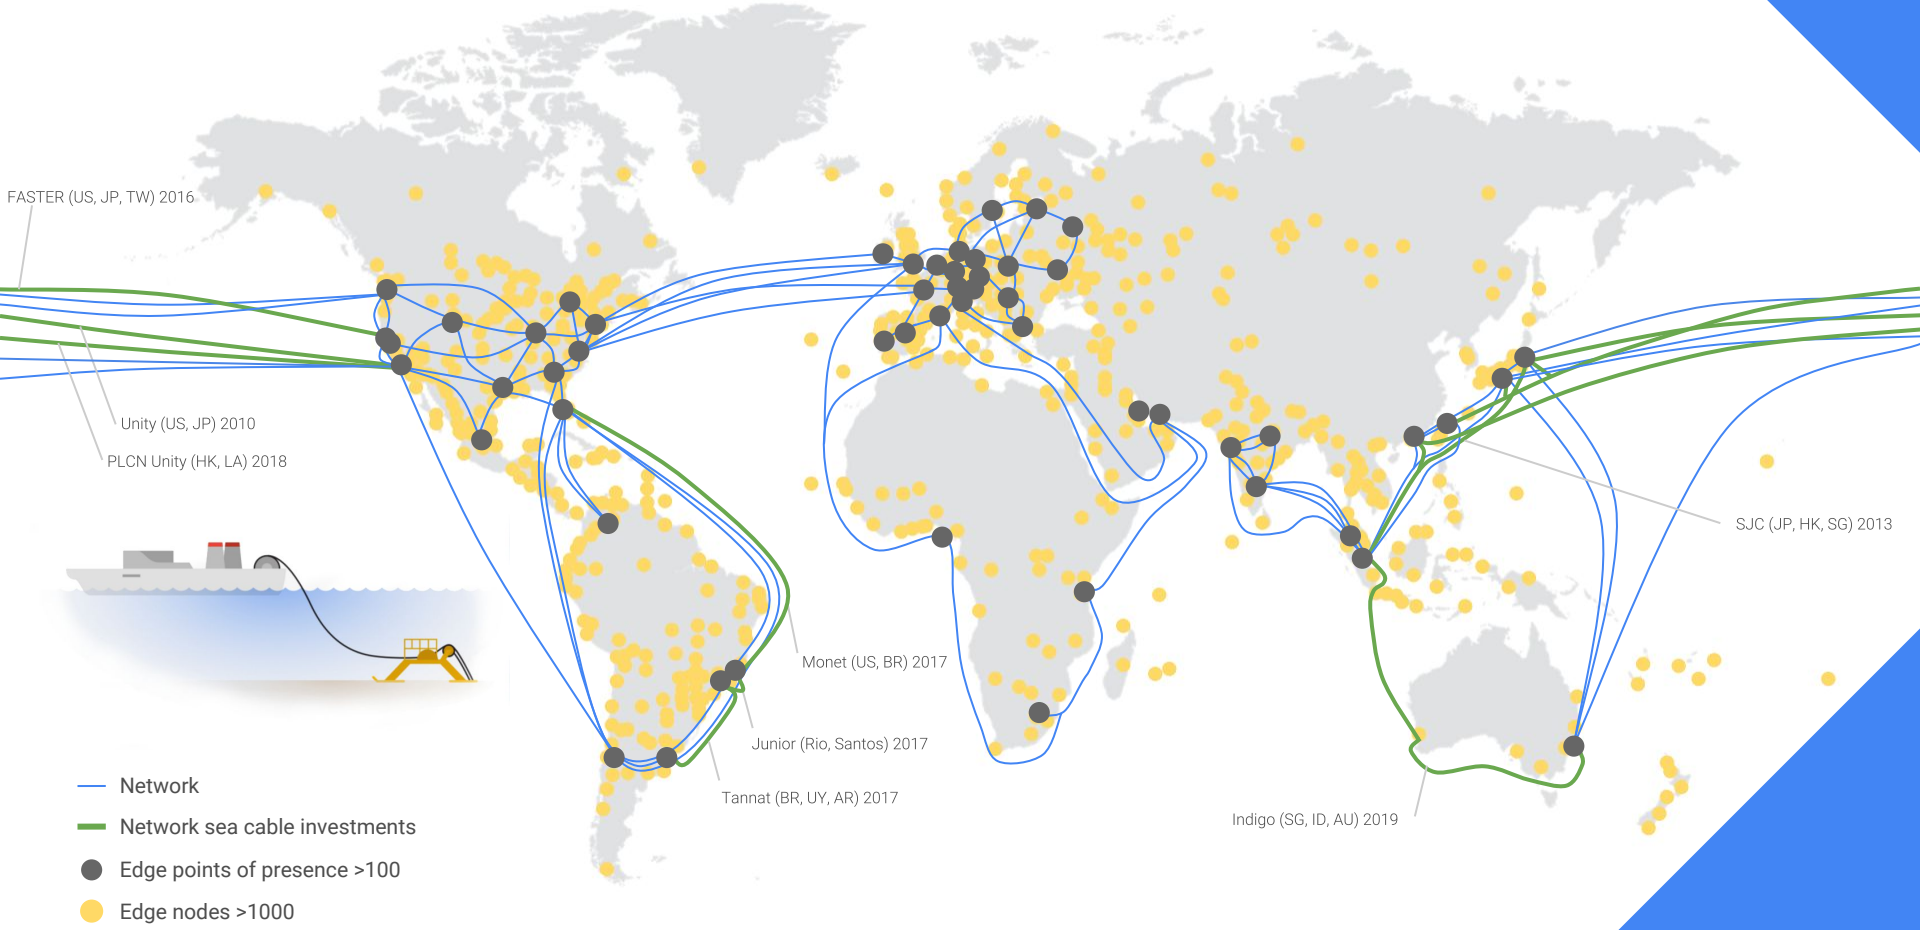 FASTER (US, JP, TW) 2016
Unity (US, JP) 2010
PLCN Unity (HK, LA) 2018
SJC (JP, HK, SG) 2013
Monet (US, BR) 2017
Junior (Rio, Santos) 2017
Tannat (BR, UY, AR) 2017
Indigo (SG, ID, AU) 2019
Network
Network sea cable investments
Edge points of presence >100
Edge nodes >1000